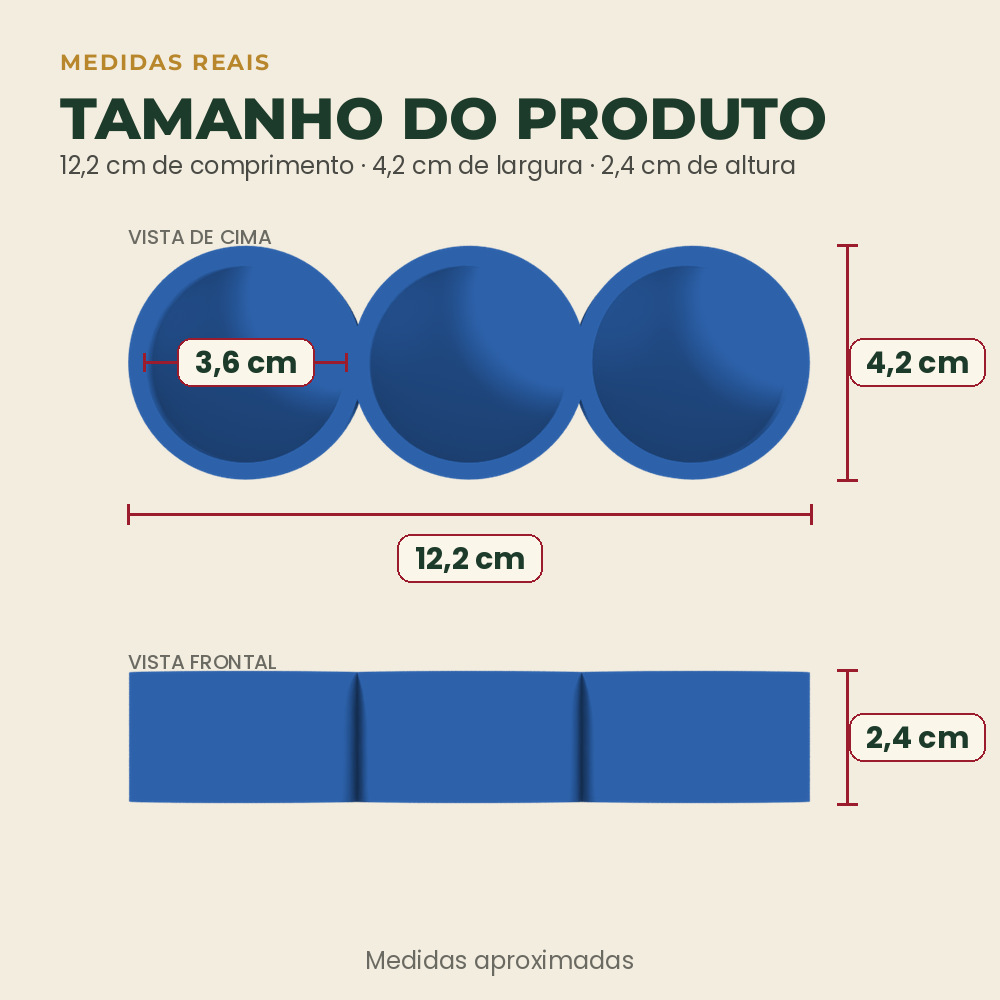 MEDIDAS REAIS
TAMANHO DO PRODUTO
12,2 cm de comprimento · 4,2 cm de largura · 2,4 cm de altura
VISTA DE CIMA
3,6 cm
4,2 cm
12,2 cm
VISTA FRONTAL
2,4 cm
Medidas aproximadas